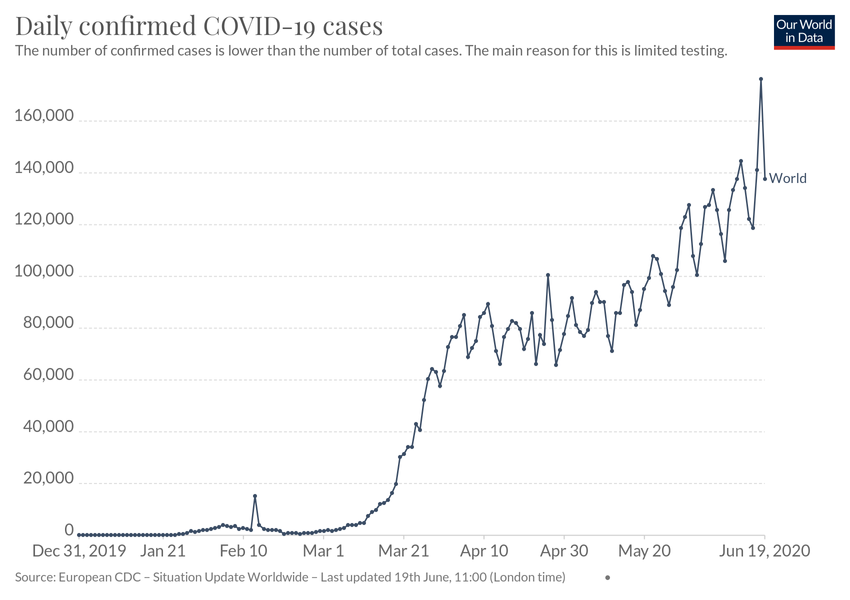 Daily confirmed COVID-19 cases
The number of confirmed cases is lower than the number of total cases. The main reason for this is limited testing.
Our World
in Data
160,000
140,000
World
120,000
100,000
80,000
60,000
40,000
20,000
0
Dec 31, 2019 Jan 21 Feb 10 Mar 1 Mar 21 Apr 10 Apr 30 May 20 Jun 19, 2020
Source: European CDC – Situation Update Worldwide – Last updated 19th June, 11:00 (London time)